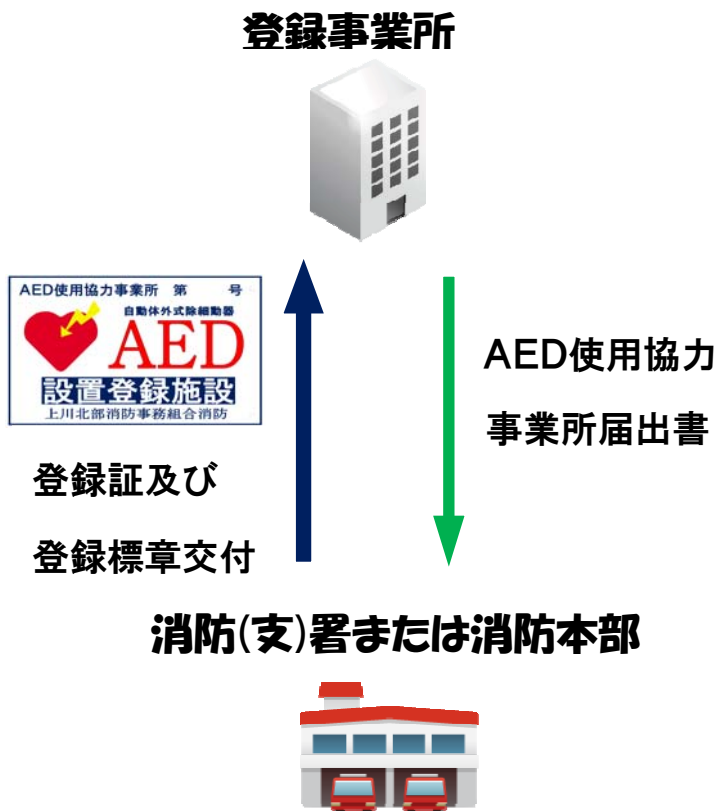 登録事業所
AED使用協力事業所 第 号
自動体外式除細動器
AED
設置登録施設
上川北部消防事務組合消防
登録証及び
登録標章交付
AED使用協力
事業所届出書
消防(支)署または消防本部